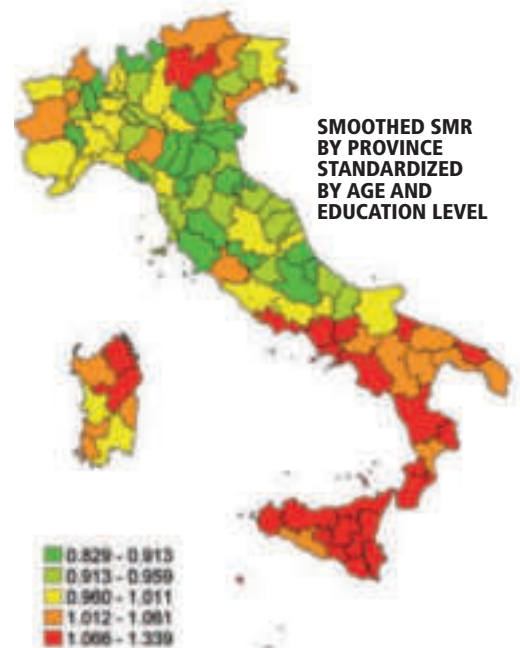 SMOOTHED SMR
BY PROVINCE
STANDARDIZED
BY AGE AND
EDUCATION LEVEL
0.829 - 0.913
0.913 - 0.959
0.960 - 1.011
1.012 - 1.061
1.066 - 1.339